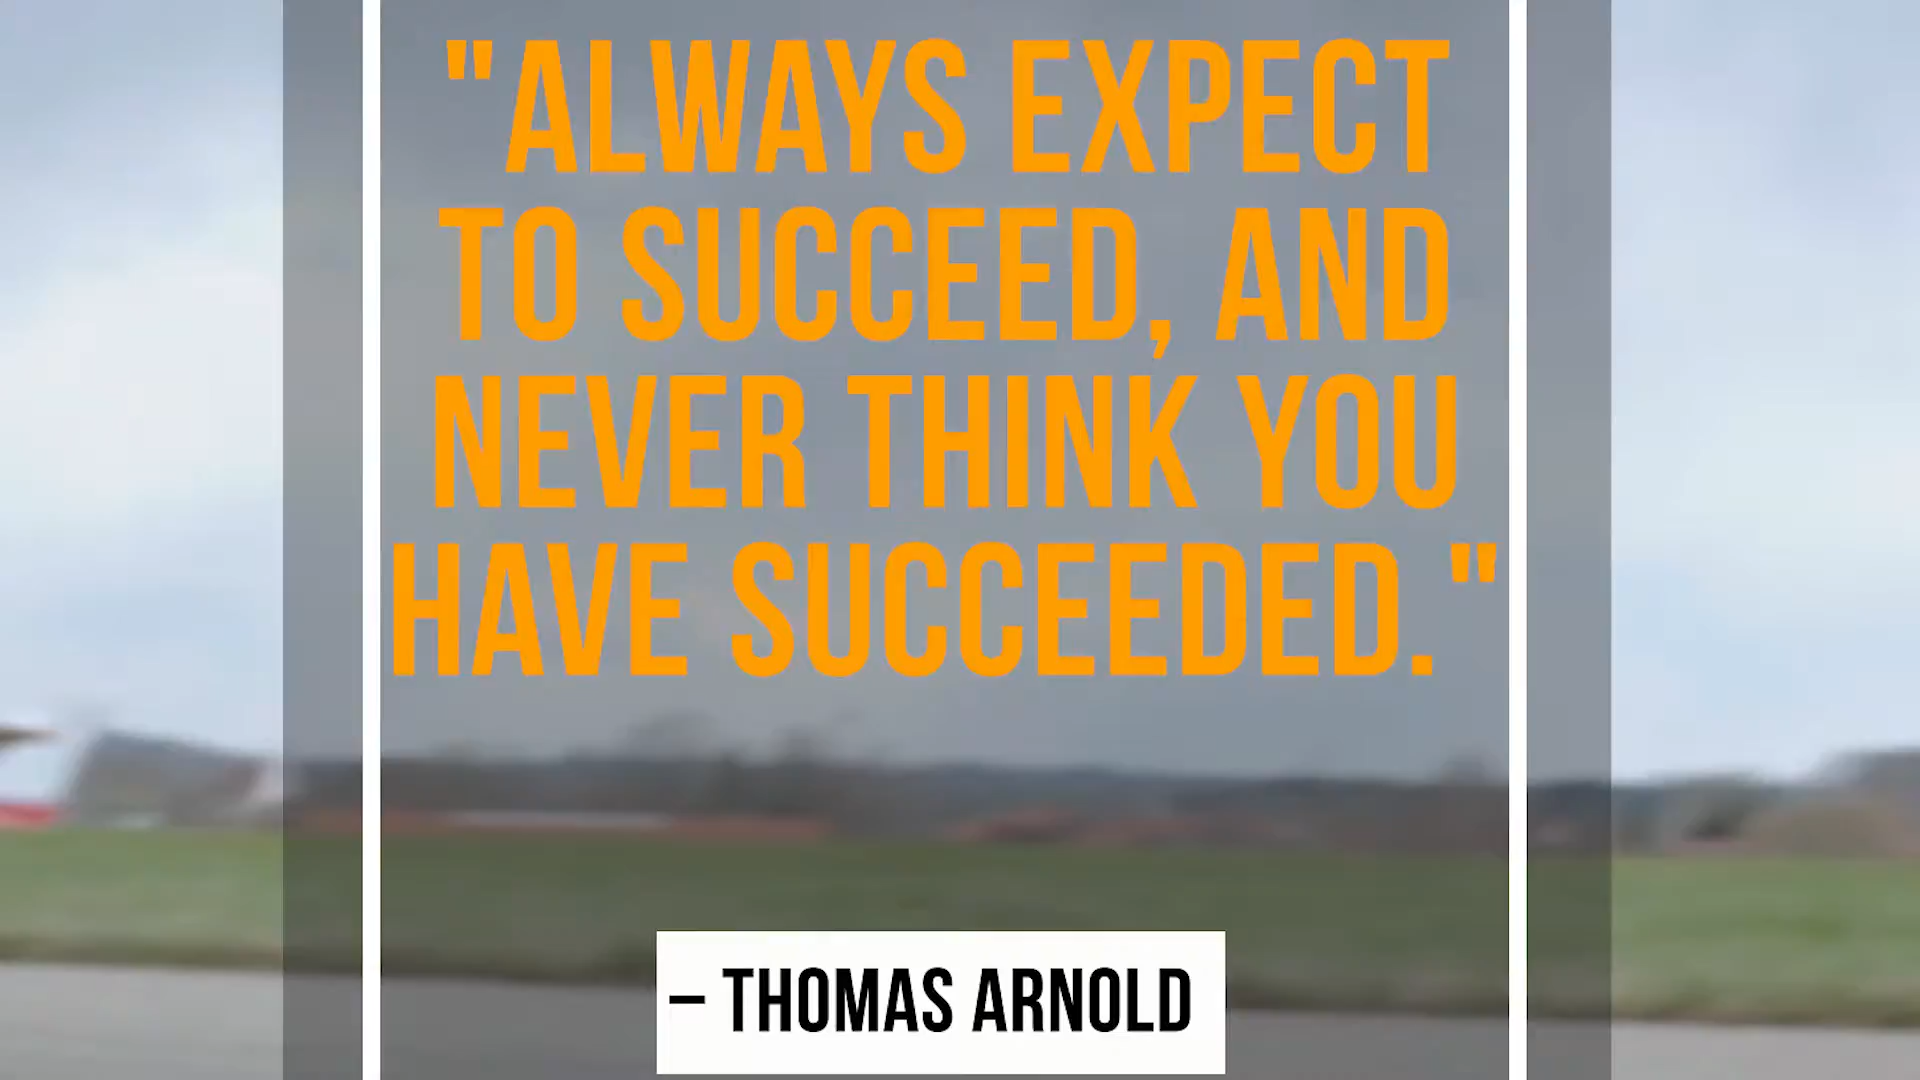 "ALWAYS EXPECT
TO SUCCEED, AND
NEVER THINK YOU
HAVE SUCCEEDED."
– THOMAS ARNOLD